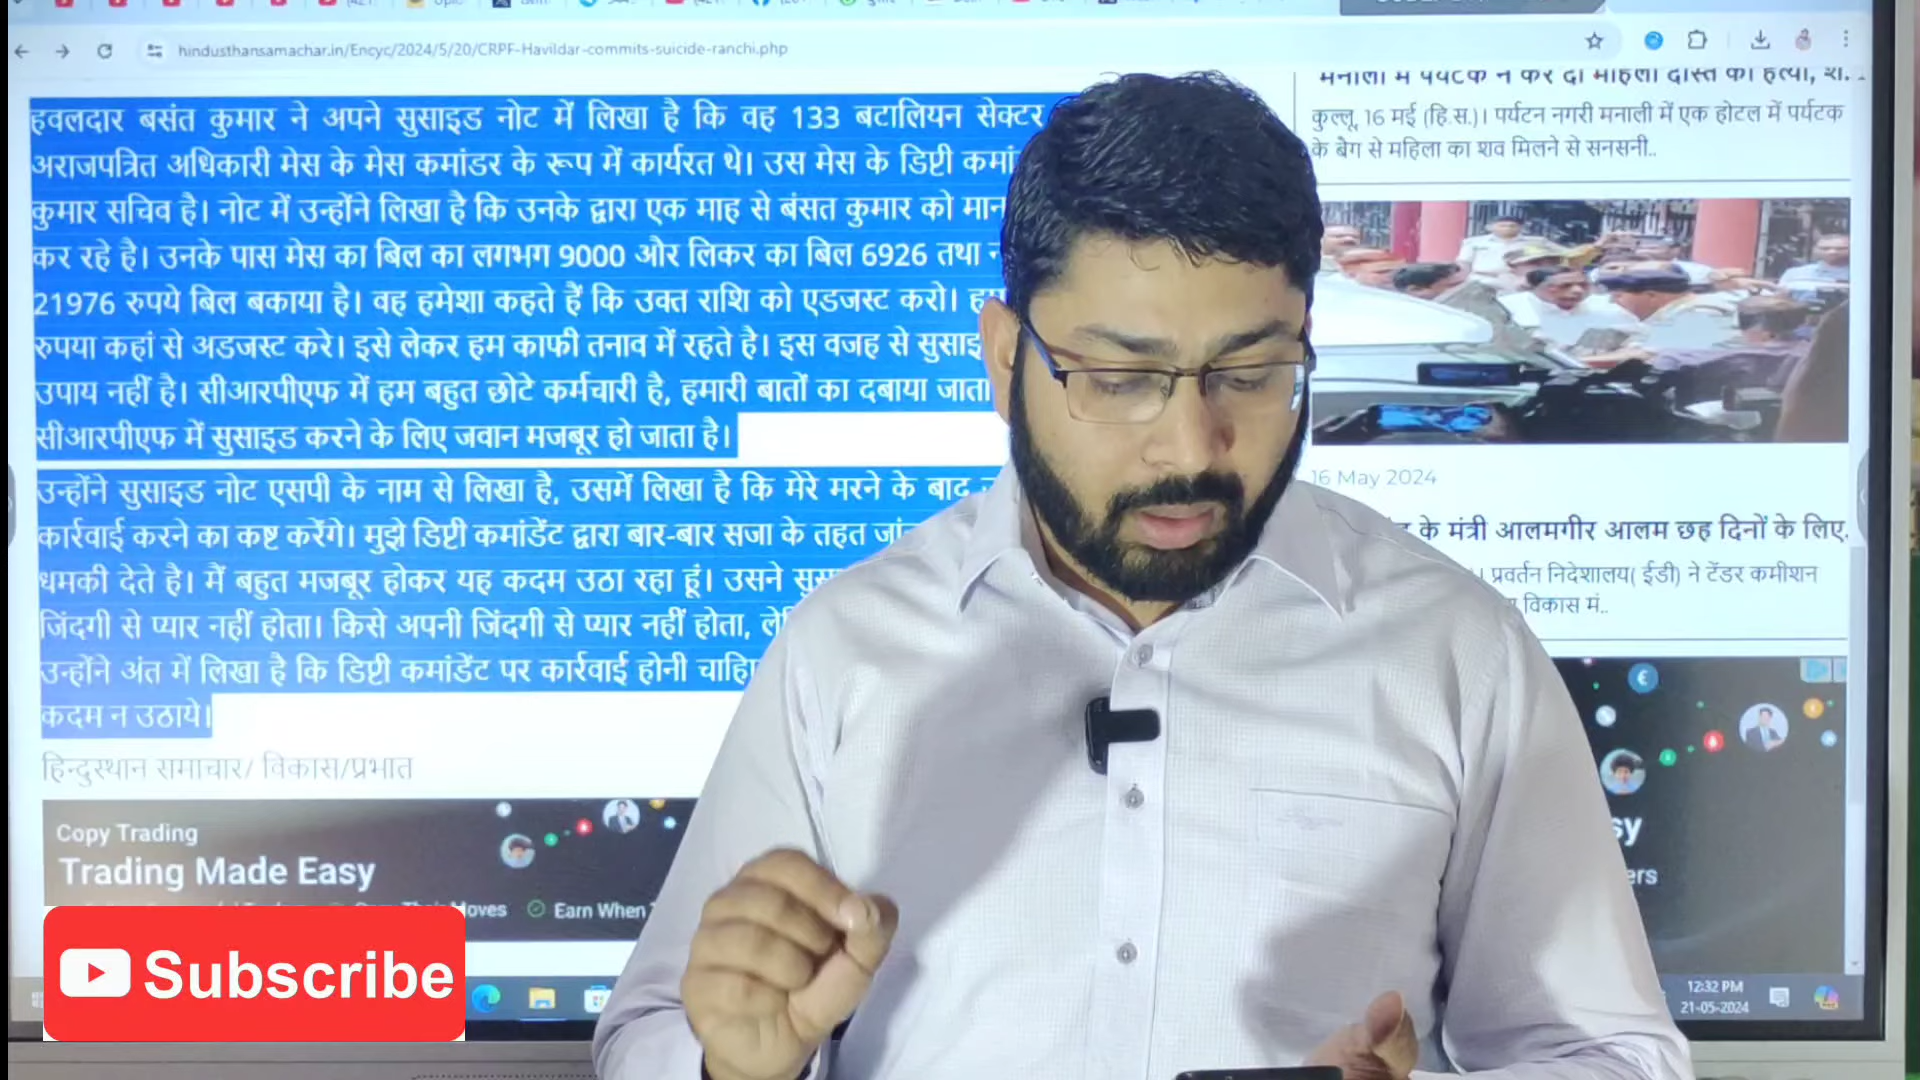 hindusthansamachar.in/Encyc/2024/5/20/CRPF-Havildar-commits-suicide-ranchi.php
हवलदार बसंत कुमार ने अपने सुसाइड नोट में लिखा है कि वह 133 बटालियन सेक्टर
अराजपत्रित अधिकारी मेस के मेस कमांडर के रूप में कार्यरत थे। उस मेस के डिप्टी
कुमार सचिव है। नोट में उन्होंने लिखा है कि उनके द्वारा एक माह से बंसत कुमार को
कर रहे है। उनके पास मेस का बिल का लगभग 9000 और लिकर का बिल 6926 तथा
21976 रुपये बिल बकाया है। वह हमेशा कहते हैं कि उक्त राशि को एडजस्ट करो।
रुपया कहां से अडजस्ट करे। इसे लेकर हम काफी तनाव में रहते है। इस वजह से
उपाय नहीं है। सीआरपीएफ में हम बहुत छोटे कर्मचारी है, हमारी बातों का दबाया जाता
सीआरपीएफ में सुसाइड करने के लिए जवान मजबूर हो जाता है।
उन्होंने सुसाइड नोट एसपी के नाम से लिखा है, उसमें लिखा है कि मेरे मरने के बाद
कार्रवाई करने का कष्ट करेंगे। मुझे डिप्टी कमांडेंट द्वारा बार-बार सजा के तहत
धमकी देते है। मैं बहुत मजबूर होकर यह कदम उठा रहा हूं। उसने
जिंदगी से प्यार नहीं होता। किसे अपनी जिंदगी से प्यार नहीं होता,
उन्होंने अंत में लिखा है कि डिप्टी कमांडेंट पर कार्रवाई होनी
कदम न उठाये।
हिन्दुस्थान समाचार/ विकास/प्रभात
Copy Trading
Trading Made Easy
Earn When
Subscribe
मनाली में पर्यटक ने कर दी महिला दोस्त की हत्या,
कुल्लू, 16 मई (हि.स.)। पर्यटन नगरी मनाली में एक होटल में पर्यटक
के बैग से महिला का शव मिलने से सनसनी..
16 May 2024
के मंत्री आलमगीर आलम छह दिनों के लिए
प्रवर्तन निदेशालय( ईडी) ने टेंडर कमीशन
विकास मं..
12:32 PM
21-05-2024